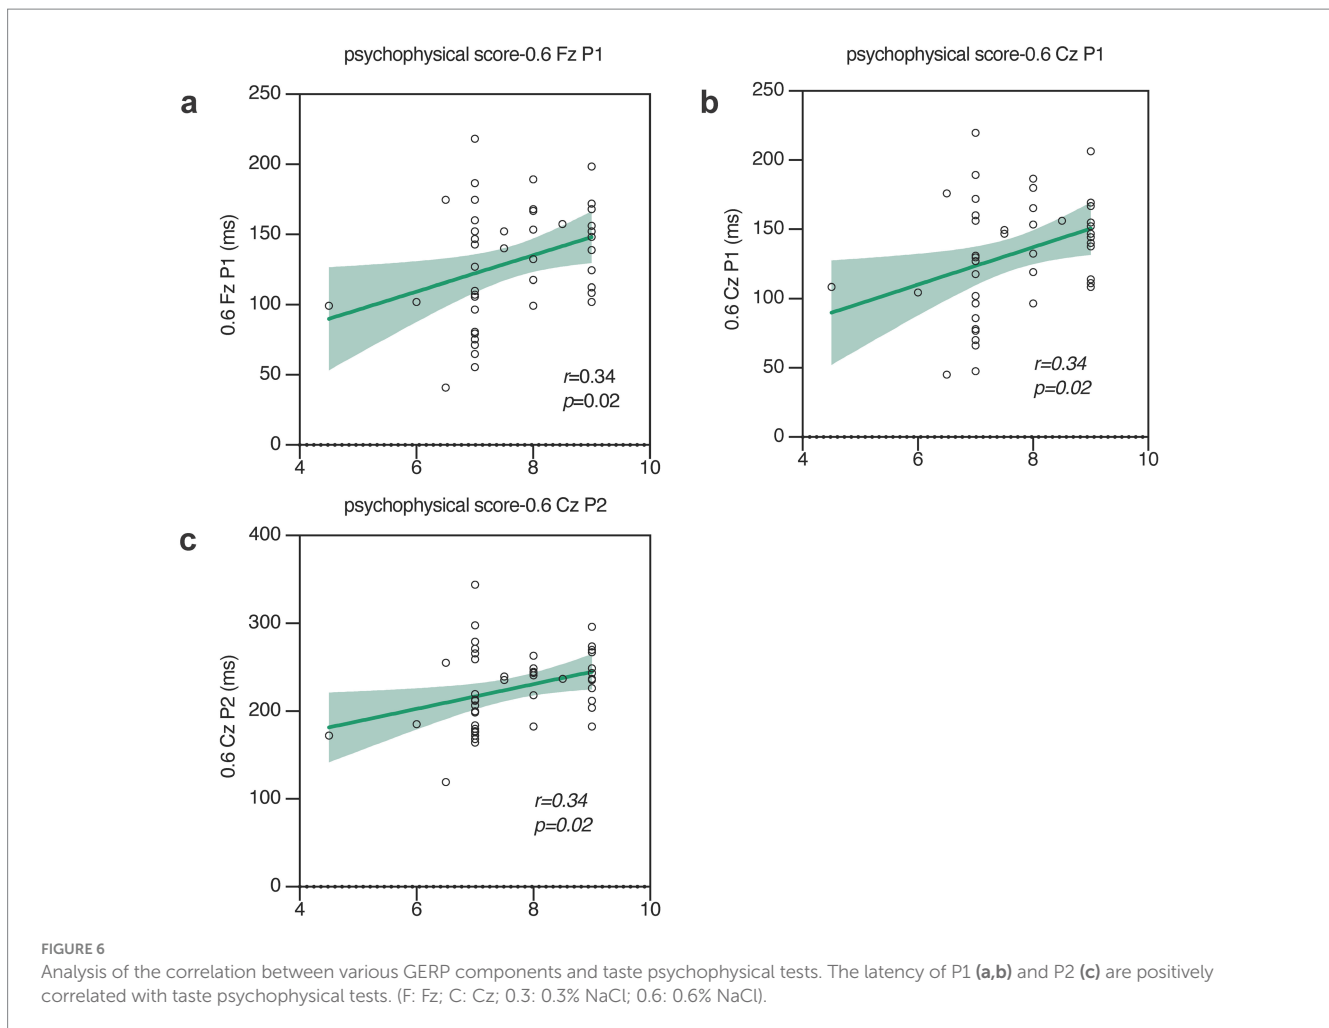 psychophysical score-0.6 Fz P1
a
250
200
150
100
50
0
0.6 Fz P1 (ms)
r=0.34
p=0.02
4 6 8 10
psychophysical score-0.6 Cz P1
b
250
200
150
100
50
0
0.6 Cz P1 (ms)
r=0.34
p=0.02
4 6 8 10
psychophysical score-0.6 Cz P2
c
400
300
200
100
0
0.6 Cz P2 (ms)
r=0.34
p=0.02
4 6 8 10
FIGURE 6
Analysis of the correlation between various GERP components and taste psychophysical tests. The latency of P1 (a,b) and P2 (c) are positively
correlated with taste psychophysical tests. (F: Fz; C: Cz; 0.3: 0.3% NaCl; 0.6: 0.6% NaCl).